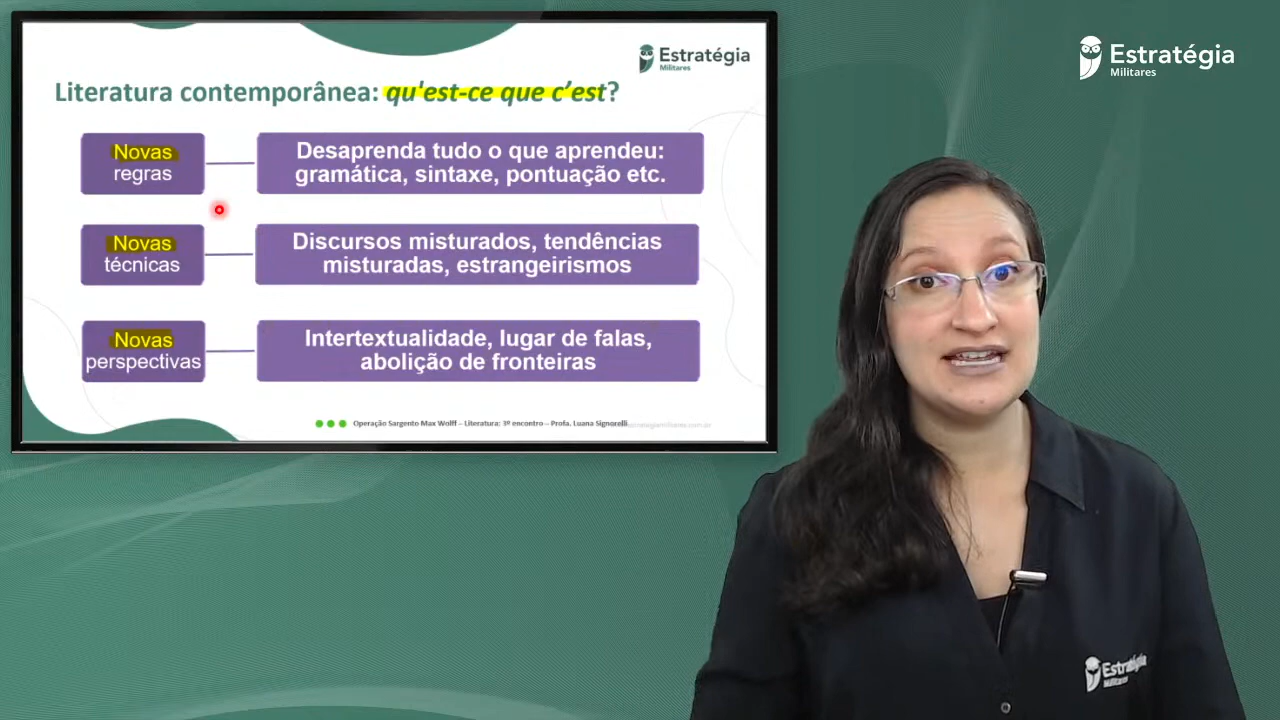 Estratégia
Militares
Literatura contemporânea: qu'est-ce que c’est?
Novas
regras
Desaprenda tudo o que aprendeu:
gramática, sintaxe, pontuação etc.
Novas
técnicas
Discursos misturados, tendências
misturadas, estrangeirismos
Novas
perspectivas
Intertextualidade, lugar de falas,
abolição de fronteiras
Operação Sargento Max Wolff – Literatura: 3º encontro – Profa. Luana Signorelli
Estratégia
Militares
Estratégia
Militares